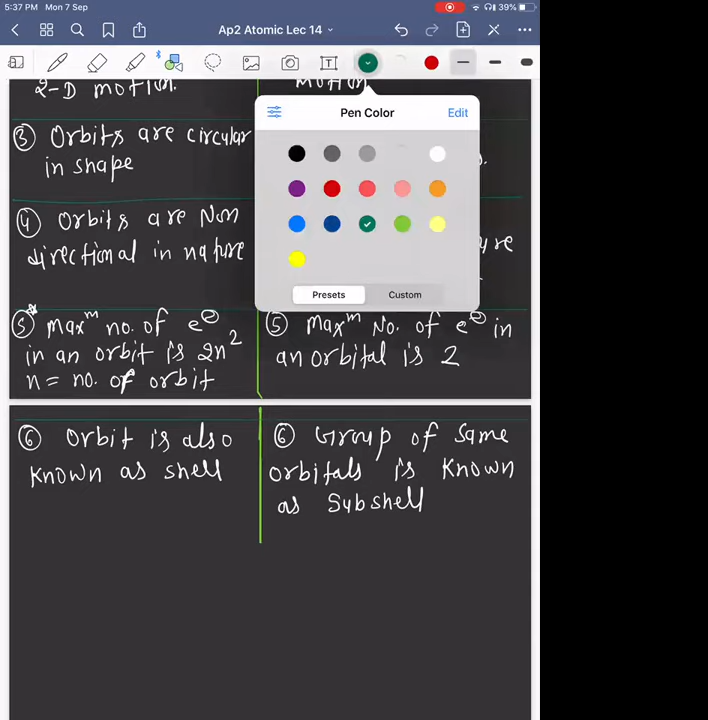 5:37 PM Mon 7 Sep
39%
Ap2 Atomic Lec 14
2-D motion.
motion
Pen Color
Edit
Presets
Custom
③ Orbits are circular
in shape
s.
④ Orbits are Non
directional in nature
ure
⑤* Maxᵐ no. of e⊖
in an orbit is 2n²
n = no. of orbit
⑤ Maxᵐ No. of e⊖ in
an orbital is 2
⑥ Orbit is also
Known as shell
⑥ Group of same
orbitals is Known
as Subshell